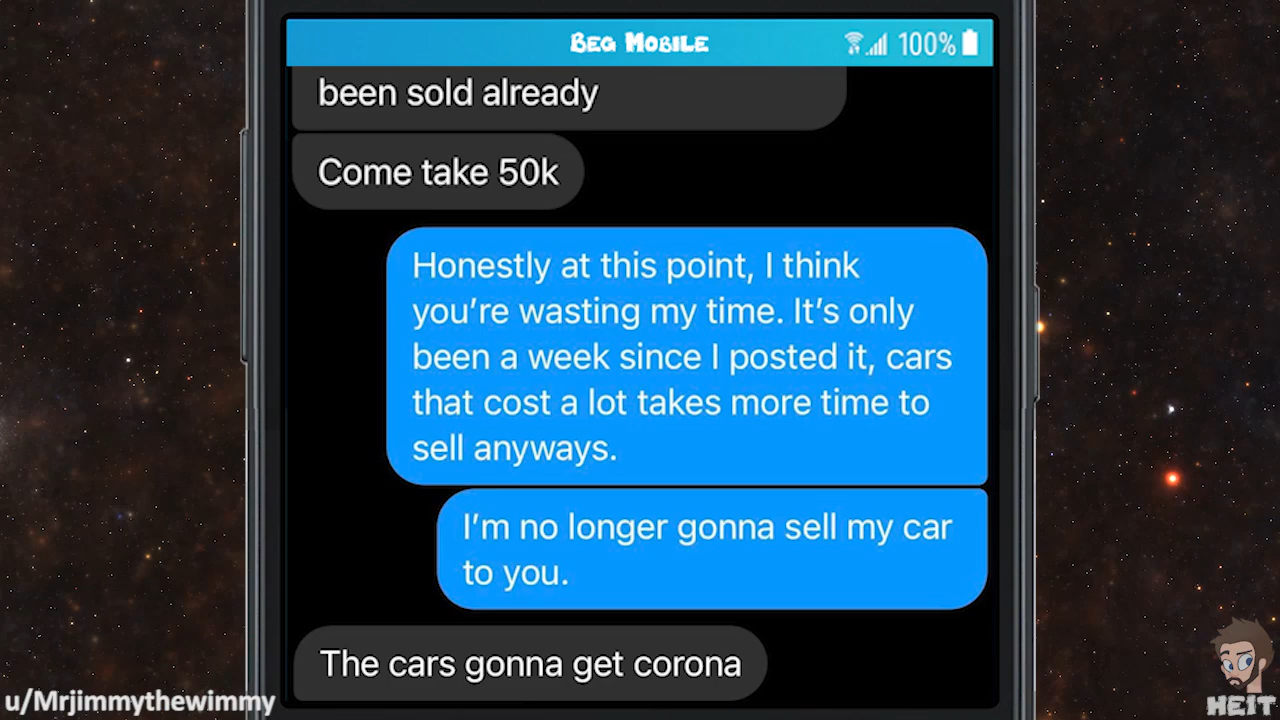 Beg Mobile
100%
been sold already
Come take 50k
Honestly at this point, I think
you're wasting my time. It's only
been a week since I posted it, cars
that cost a lot takes more time to
sell anyways.
I'm no longer gonna sell my car
to you.
The cars gonna get corona
u/Mrjimmythewimmy
HEIT